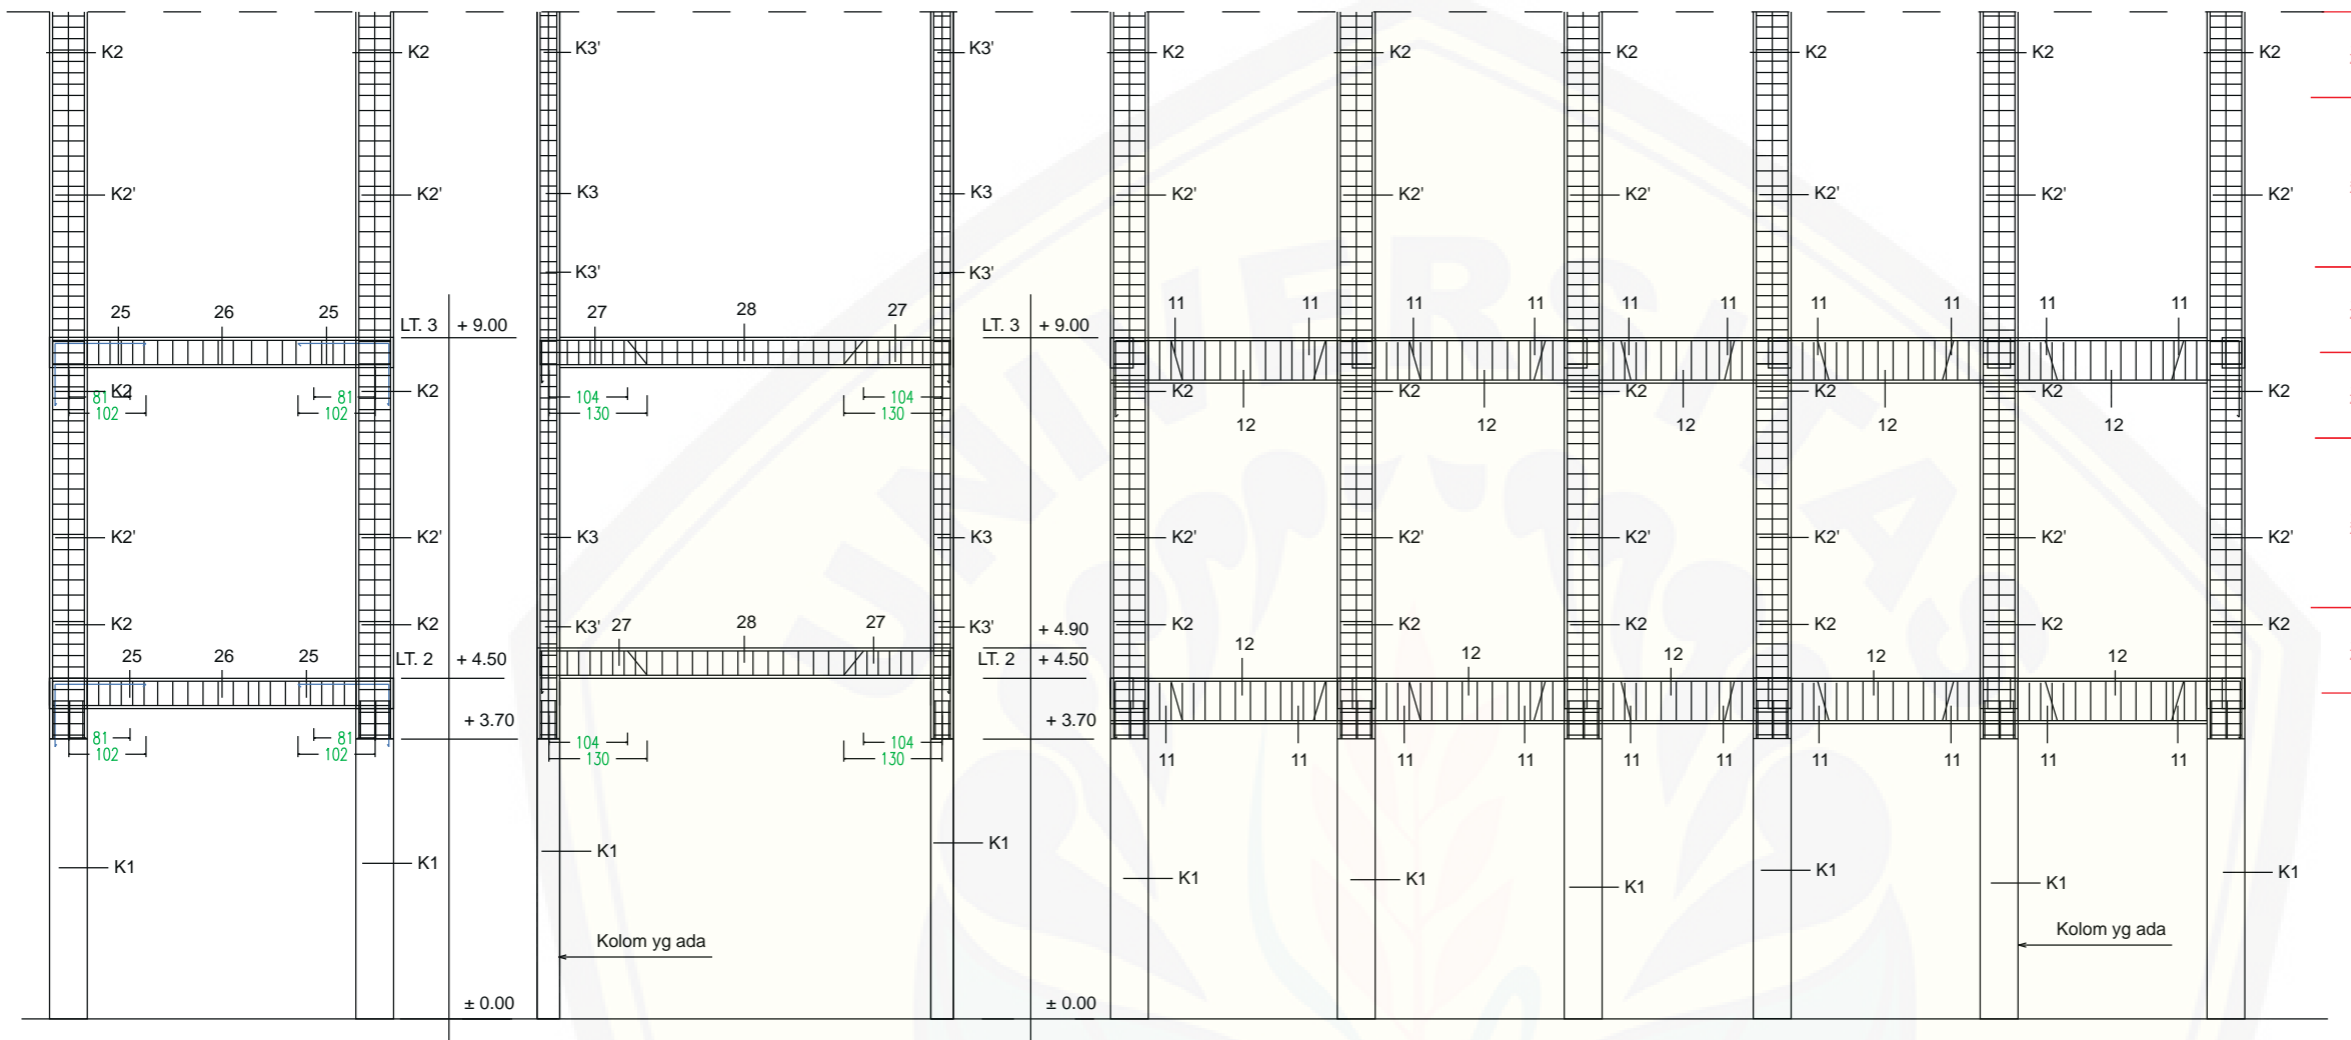 K2 K2 K3' K3' K2 K2 K2 K2 K2 K2
K2' K2' K3 K3 K2' K2' K2' K2' K2' K2'
K3' K3'
25 26 25 27 28 27 11 11 11 11 11 11 11 11 11 11
LT. 3 + 9.00 LT. 3 + 9.00
K2 K2 K2 K2 K2 K2 K2 K2
81 81 104 104
102 102 130 130
12 12 12 12 12
K2' K2' K3 K3 K2' K2' K2' K2' K2' K2'
K2 K2 K3' 27 28 27 K3' + 4.90 K2 K2 K2 K2 K2 K2
25 26 25 LT. 2 + 4.50 LT. 2 + 4.50 12 12 12 12 12
+ 3.70 + 3.70
81 81 104 104
102 102 130 130
11 11 11 11 11 11 11 11 11 11
K1 K1 K1 K1 K1 K1 K1 K1 K1 K1
Kolom yg ada Kolom yg ada
± 0.00 ± 0.00
UNIVERSITAS